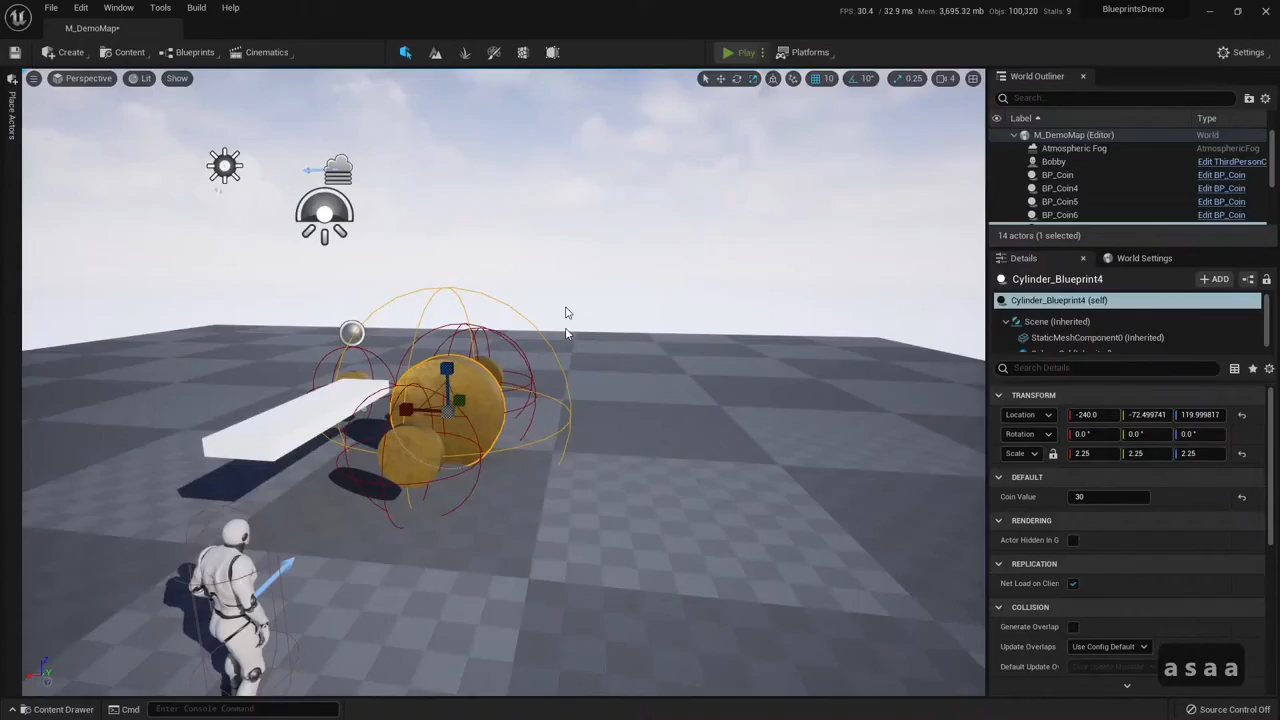 File Edit Window Tools Build Help
FPS: 30.4 / 32.9 ms Mem: 3,695.32 mb Objs: 100,320 Stalls: 9
BlueprintsDemo
M_DemoMap*
Create Content Blueprints Cinematics Play Platforms Settings
Perspective Lit Show
10 10° 0.25 4
Place Actors
World Outliner
Search...
Label Type
M_DemoMap (Editor) World
Atmospheric Fog AtmosphericFog
Bobby Edit ThirdPersonC
BP_Coin Edit BP_Coin
BP_Coin4 Edit BP_Coin
BP_Coin5 Edit BP_Coin
BP_Coin6 Edit BP_Coin
14 actors (1 selected)
Details World Settings
Cylinder_Blueprint4 ADD
Cylinder_Blueprint4 (self)
Scene (Inherited)
StaticMeshComponent0 (Inherited)
Search Details
TRANSFORM
Location -240.0 -72.499741 119.999817
Rotation 0.0° 0.0° 0.0°
Scale 2.25 2.25 2.25
DEFAULT
Coin Value 30
RENDERING
Actor Hidden In G
REPLICATION
Net Load on Clien
COLLISION
Generate Overlap
Update Overlaps Use Config Default
Default Update O
a s a a
Content Drawer Cmd Enter Console Command Source Control Off